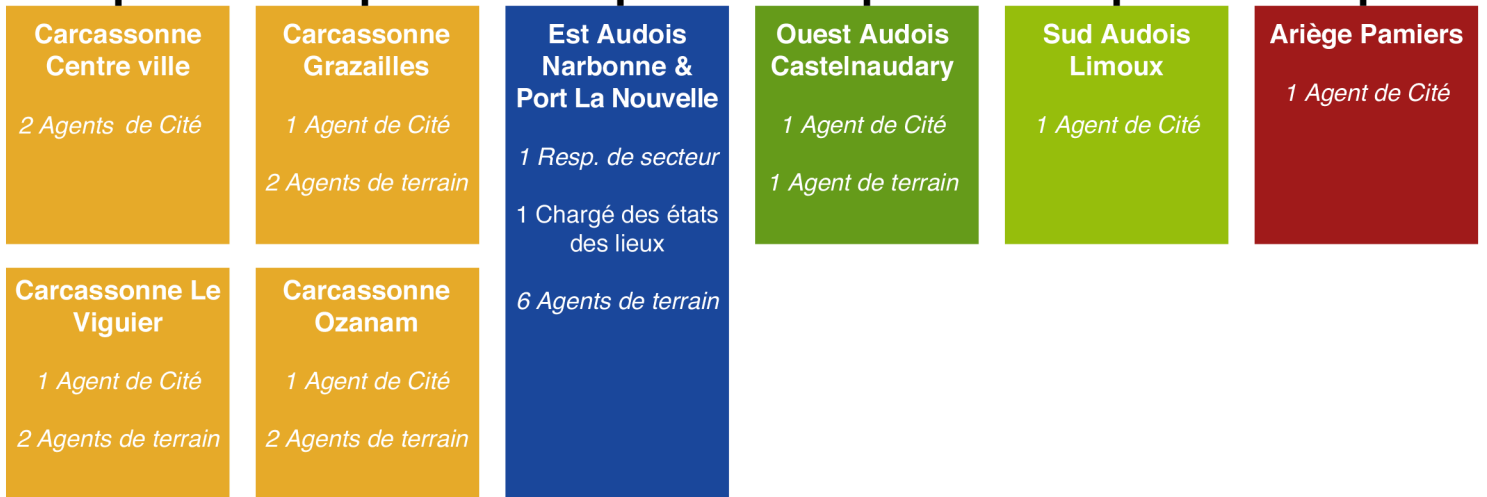 Carcassonne
Centre ville
2 Agents de Cité
Carcassonne
Grazailles
1 Agent de Cité
2 Agents de terrain
Est Audois
Narbonne &
Port La Nouvelle
1 Resp. de secteur
1 Chargé des états
des lieux
6 Agents de terrain
Ouest Audois
Castelnaudary
1 Agent de Cité
1 Agent de terrain
Sud Audois
Limoux
1 Agent de Cité
Ariège Pamiers
1 Agent de Cité
Carcassonne Le
Viguier
1 Agent de Cité
2 Agents de terrain
Carcassonne
Ozanam
1 Agent de Cité
2 Agents de terrain